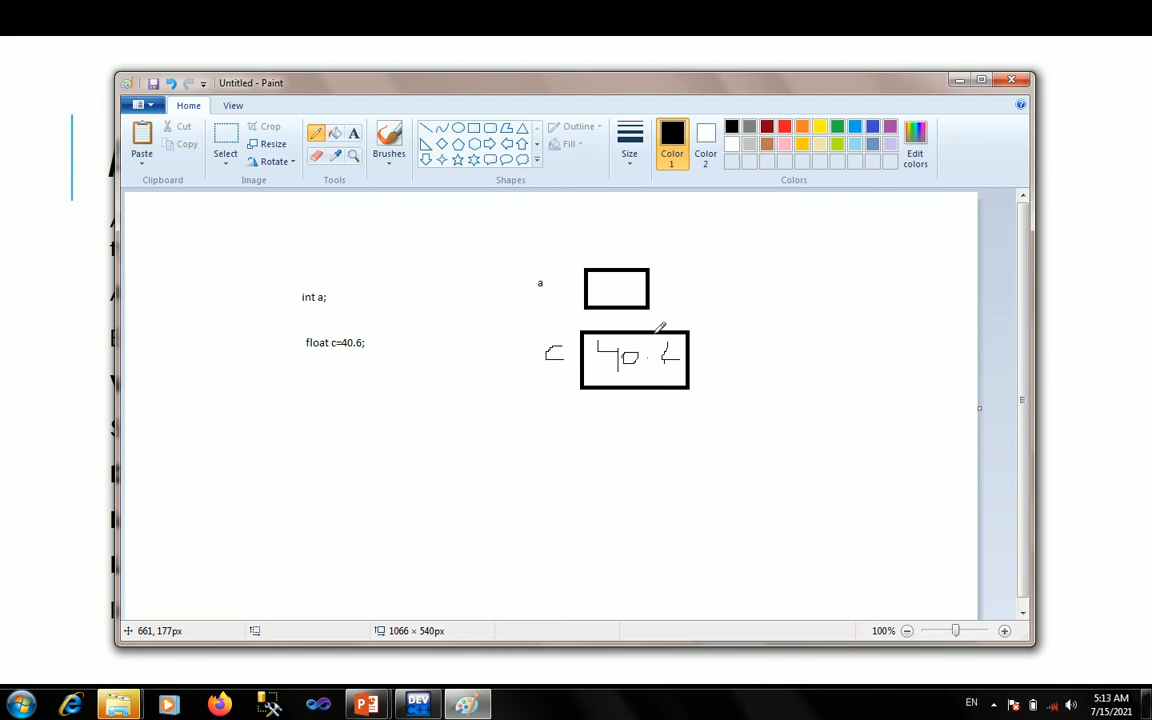 Untitled - Paint
Home View
Paste
Cut
Copy
Clipboard
Select
Crop
Resize
Rotate
Image
A
Tools
Brushes
Outline
Fill
Shapes
Size
Color 1
Color 2
Edit colors
Colors
a
int a;
float c=40.6;
c 40.
661, 177px
1066 × 540px
100%
DEV
EN
5:13 AM
7/15/2021